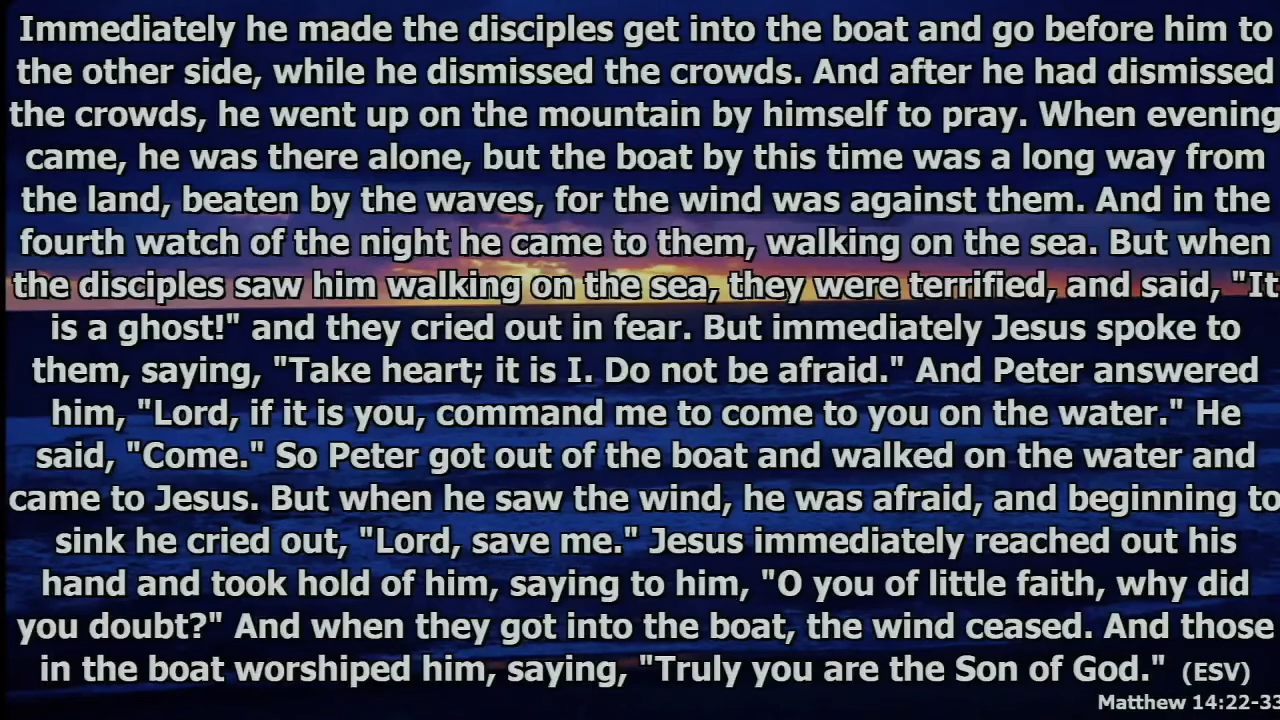 Immediately he made the disciples get into the boat and go before him to
the other side, while he dismissed the crowds. And after he had dismissed
the crowds, he went up on the mountain by himself to pray. When evening
came, he was there alone, but the boat by this time was a long way from
the land, beaten by the waves, for the wind was against them. And in the
fourth watch of the night he came to them, walking on the sea. But when
the disciples saw him walking on the sea, they were terrified, and said, "It
is a ghost!" and they cried out in fear. But immediately Jesus spoke to
them, saying, "Take heart; it is I. Do not be afraid." And Peter answered
him, "Lord, if it is you, command me to come to you on the water." He
said, "Come." So Peter got out of the boat and walked on the water and
came to Jesus. But when he saw the wind, he was afraid, and beginning to
sink he cried out, "Lord, save me." Jesus immediately reached out his
hand and took hold of him, saying to him, "O you of little faith, why did
you doubt?" And when they got into the boat, the wind ceased. And those
in the boat worshiped him, saying, "Truly you are the Son of God." (ESV)
Matthew 14:22-33